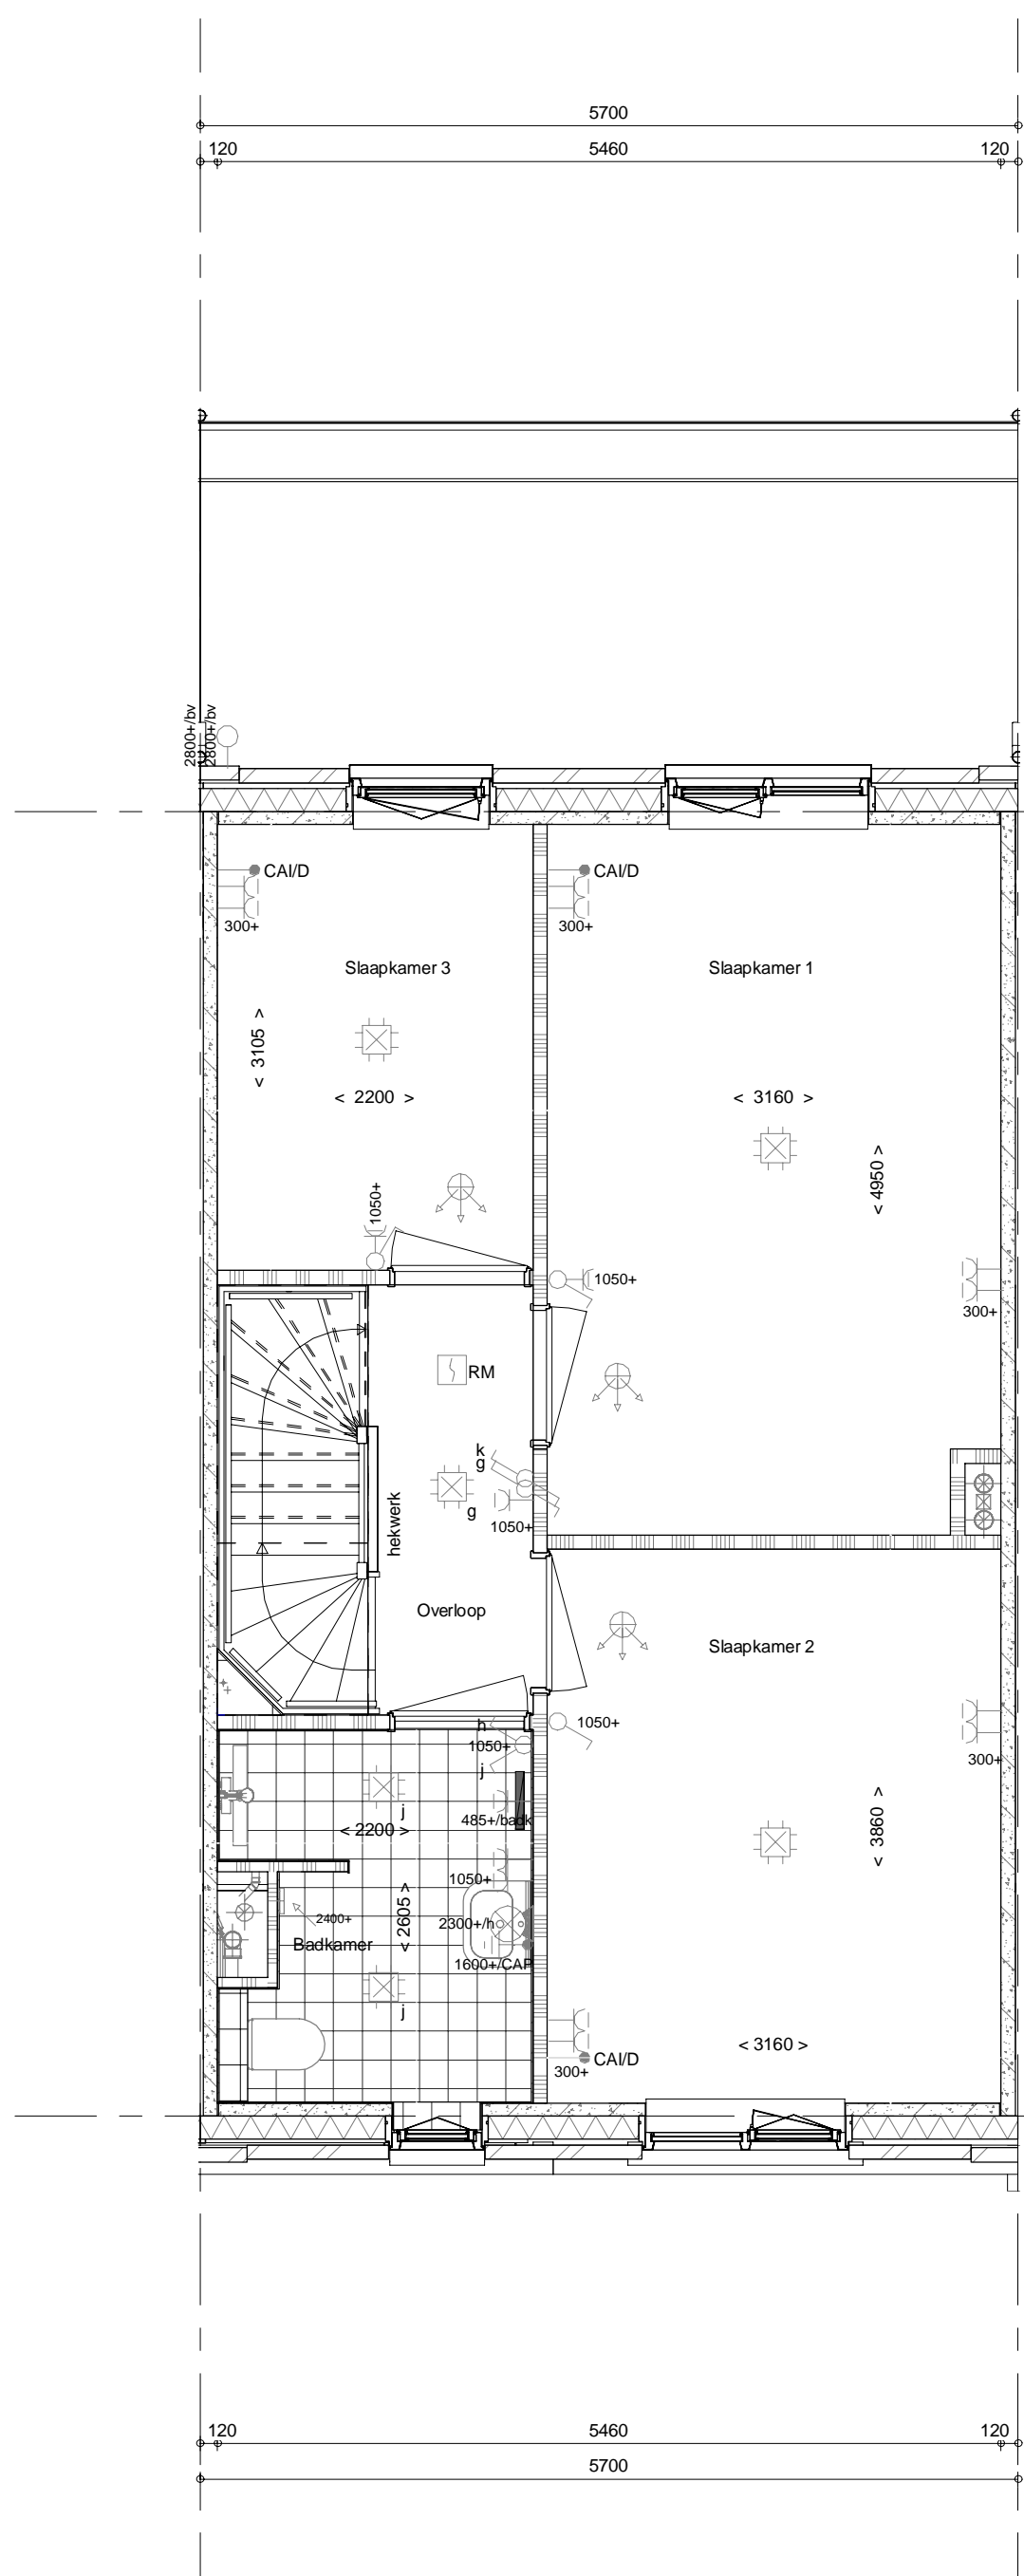 5700
120 5460 120
2800+/bv
2800+/bv
CAI/D CAI/D
300+ 300+
Slaapkamer 3 Slaapkamer 1
< 3105 >
< 2200 > < 3160 >
< 4950 >
1050+
1050+
300+
RM
k
g
g
1050+
hekwerk
Overloop
Slaapkamer 2
h
1050+
1050+
j
300+
j
485+/badk
< 2200 >
< 3860 >
1050+
2400+
< 2605 >
2300+/h
Badkamer
1600+/CAP
j
< 3160 >
CAI/D
300+
120 5460 120
5700